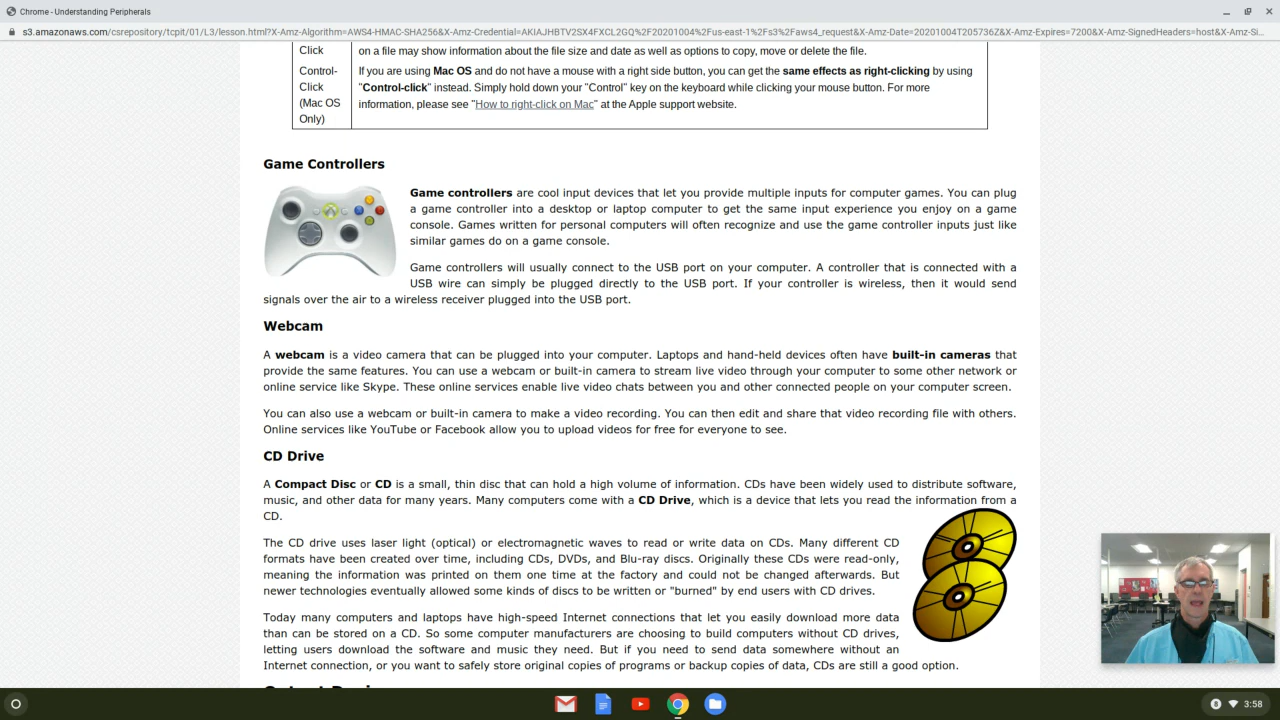 Chrome - Understanding Peripherals
s3.amazonaws.com/csrepository/tcpit/01/L3/lesson.html?X-Amz-Algorithm=AWS4-HMAC-SHA256&X-Amz-Credential=AKIAJHBTV2SX4FXCL2GQ%2F20201004%2Fus-east-1%2Fs3%2Faws4_request&X-Amz-Date=20201004T205736Z&X-Amz-Expires=7200&X-Amz-SignedHeaders=host&X-Amz-Si...
Click
on a file may show information about the file size and date as well as options to copy, move or delete the file.
Control-
Click
(Mac OS
Only)
If you are using Mac OS and do not have a mouse with a right side button, you can get the same effects as right-clicking by using
"Control-click" instead. Simply hold down your "Control" key on the keyboard while clicking your mouse button. For more
information, please see "How to right-click on Mac" at the Apple support website.
Game Controllers
Game controllers are cool input devices that let you provide multiple inputs for computer games. You can plug
a game controller into a desktop or laptop computer to get the same input experience you enjoy on a game
console. Games written for personal computers will often recognize and use the game controller inputs just like
similar games do on a game console.
Game controllers will usually connect to the USB port on your computer. A controller that is connected with a
USB wire can simply be plugged directly to the USB port. If your controller is wireless, then it would send
signals over the air to a wireless receiver plugged into the USB port.
Webcam
A webcam is a video camera that can be plugged into your computer. Laptops and hand-held devices often have built-in cameras that
provide the same features. You can use a webcam or built-in camera to stream live video through your computer to some other network or
online service like Skype. These online services enable live video chats between you and other connected people on your computer screen.
You can also use a webcam or built-in camera to make a video recording. You can then edit and share that video recording file with others.
Online services like YouTube or Facebook allow you to upload videos for free for everyone to see.
CD Drive
A Compact Disc or CD is a small, thin disc that can hold a high volume of information. CDs have been widely used to distribute software,
music, and other data for many years. Many computers come with a CD Drive, which is a device that lets you read the information from a
CD.
The CD drive uses laser light (optical) or electromagnetic waves to read or write data on CDs. Many different CD
formats have been created over time, including CDs, DVDs, and Blu-ray discs. Originally these CDs were read-only,
meaning the information was printed on them one time at the factory and could not be changed afterwards. But
newer technologies eventually allowed some kinds of discs to be written or "burned" by end users with CD drives.
Today many computers and laptops have high-speed Internet connections that let you easily download more data
than can be stored on a CD. So some computer manufacturers are choosing to build computers without CD drives,
letting users download the software and music they need. But if you need to send data somewhere without an
Internet connection, or you want to safely store original copies of programs or backup copies of data, CDs are still a good option.
3:58